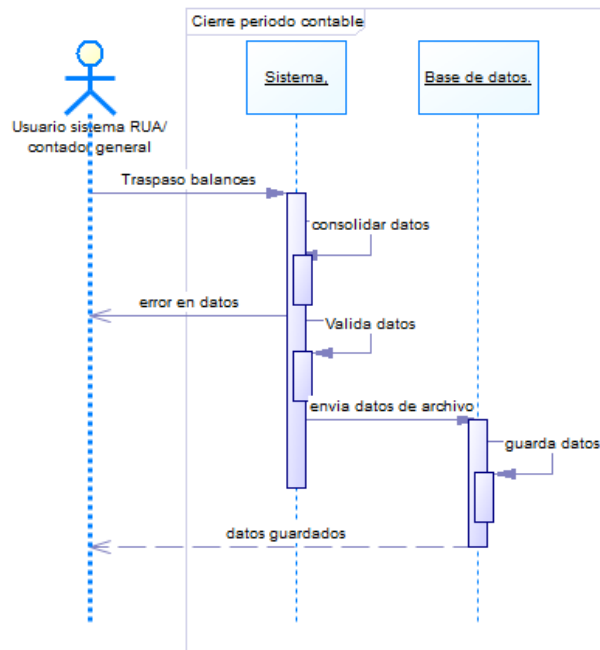 Cierre periodo contable
Sistema,
Base de datos.
Usuario sistema RUA/
contador general
Traspaso balances
consolidar datos
error en datos
Valida datos
envia datos de archivo
guarda datos
datos guardados